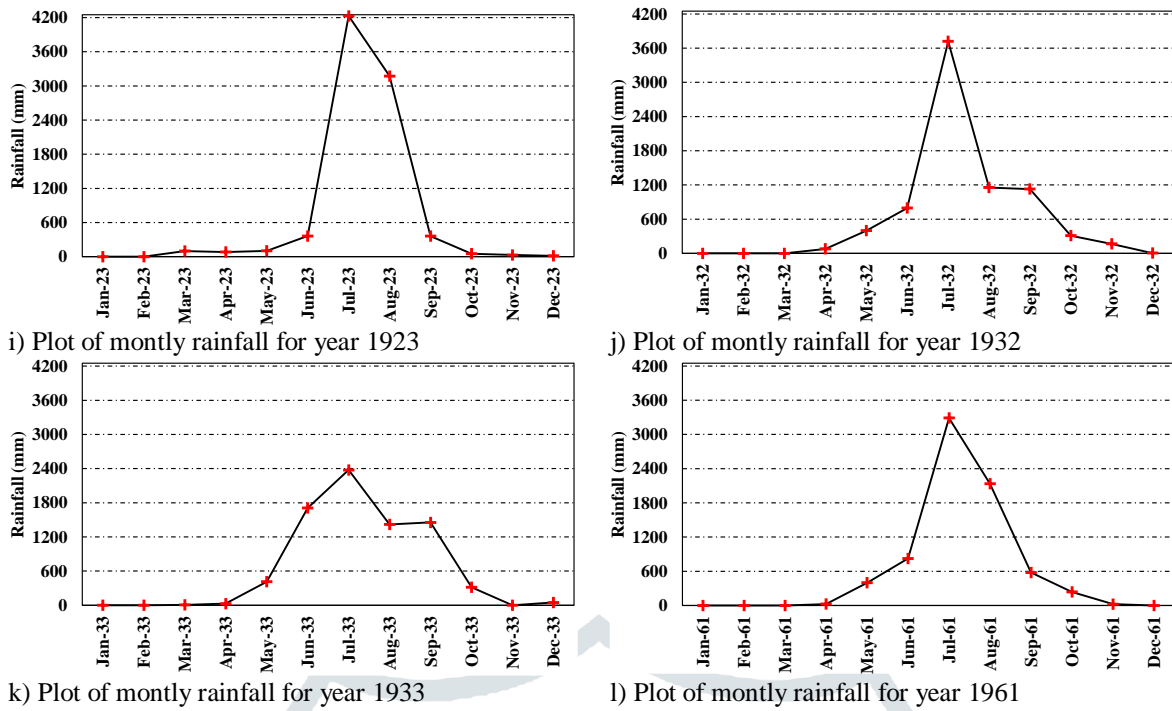 4200
3600
3000
2400
1800
1200
600
0
Rainfall (mm)
Jan-23
Feb-23
Mar-23
Apr-23
May-23
Jun-23
Jul-23
Aug-23
Sep-23
Oct-23
Nov-23
Dec-23
i) Plot of montly rainfall for year 1923
4200
3600
3000
2400
1800
1200
600
0
Rainfall (mm)
Jan-32
Feb-32
Mar-32
Apr-32
May-32
Jun-32
Jul-32
Aug-32
Sep-32
Oct-32
Nov-32
Dec-32
j) Plot of montly rainfall for year 1932
4200
3600
3000
2400
1800
1200
600
0
Rainfall (mm)
Jan-33
Feb-33
Mar-33
Apr-33
May-33
Jun-33
Jul-33
Aug-33
Sep-33
Oct-33
Nov-33
Dec-33
k) Plot of montly rainfall for year 1933
4200
3600
3000
2400
1800
1200
600
0
Rainfall (mm)
Jan-61
Feb-61
Mar-61
Apr-61
May-61
Jun-61
Jul-61
Aug-61
Sep-61
Oct-61
Nov-61
Dec-61
l) Plot of montly rainfall for year 1961